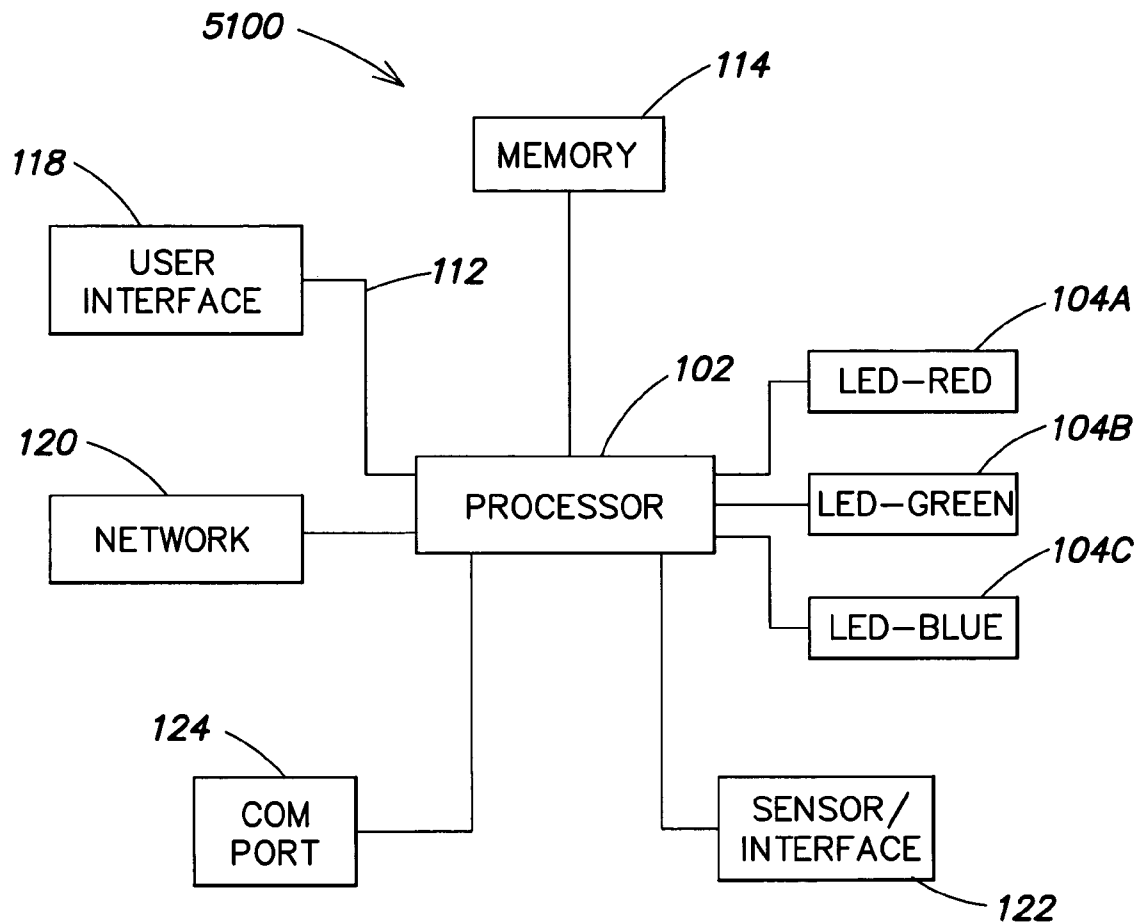 5100
114
MEMORY
118
USER
INTERFACE
112
104A
LED-RED
102
104B
LED-GREEN
120
NETWORK
PROCESSOR
104C
LED-BLUE
124
COM
PORT
SENSOR/
INTERFACE
122